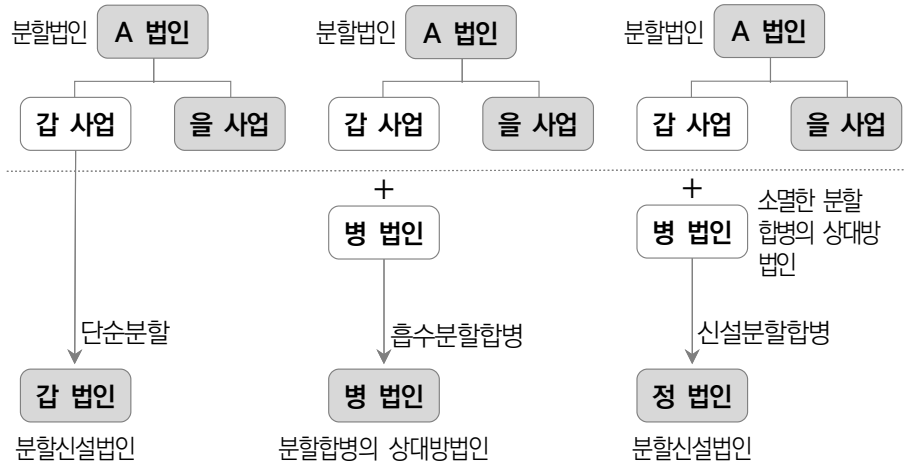 분할법인 A 법인 분할법인 A 법인 분할법인 A 법인
갑 사업 을 사업 갑 사업 을 사업 갑 사업 을 사업
+ +
병 법인 병 법인
소멸한 분할
합병의 상대방
법인
단순분할 흡수분할합병 신설분할합병
갑 법인 병 법인 정 법인
분할신설법인 분할합병의 상대방법인 분할신설법인